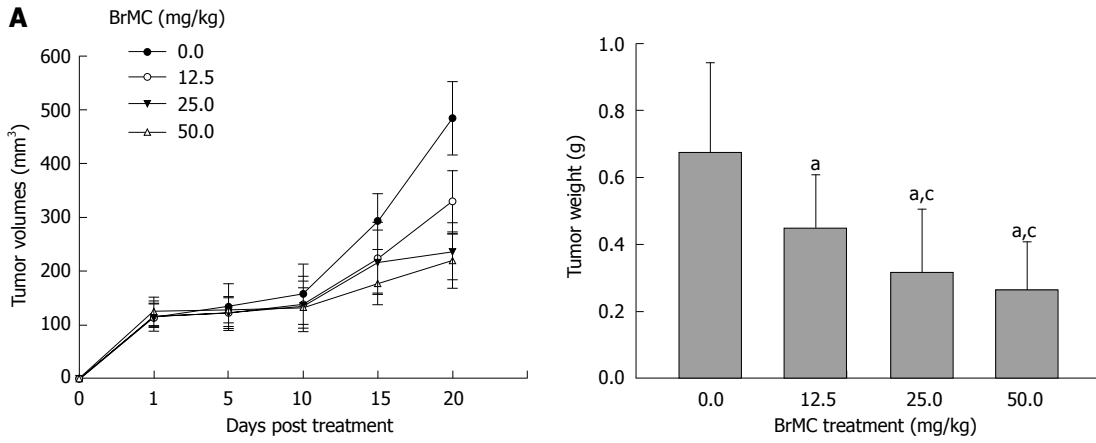 A
BrMC (mg/kg)
0.0
12.5
25.0
50.0
Tumor volumes (mm³)
600
500
400
300
200
100
0
0 1 5 10 15 20
Days post treatment
Tumor weight (g)
1.0
0.8
0.6
0.4
0.2
0.0
a
a,c
a,c
0.0 12.5 25.0 50.0
BrMC treatment (mg/kg)